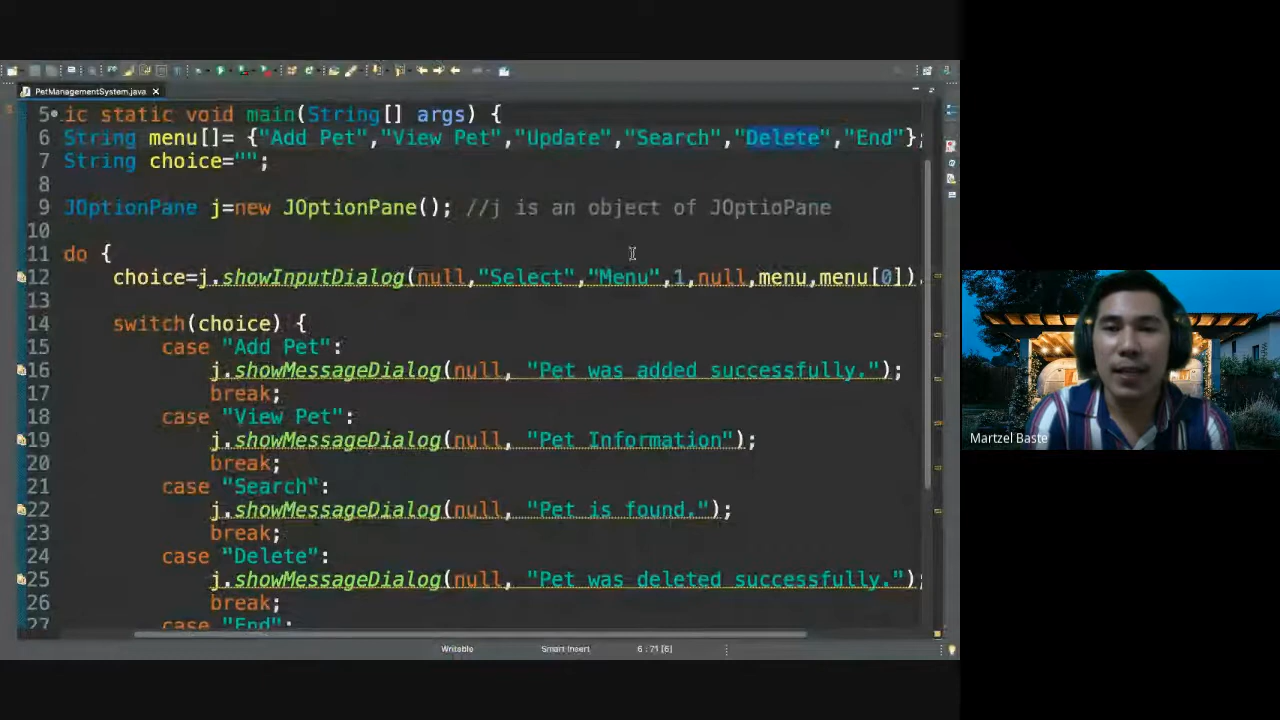 PetManagementSystem.java
5 ic static void main(String[] args) {
6 String menu[]= {"Add Pet","View Pet","Update","Search","Delete","End"};
7 String choice="";
8
9 JOptionPane j=new JOptionPane(); //j is an object of JOptioPane
10
11 do {
12 choice=j.showInputDialog(null,"Select","Menu",1,null,menu,menu[0]).
13
14 switch(choice) {
15 case "Add Pet":
16 j.showMessageDialog(null, "Pet was added successfully.");
17 break;
18 case "View Pet":
19 j.showMessageDialog(null, "Pet Information");
20 break;
21 case "Search":
22 j.showMessageDialog(null, "Pet is found.");
23 break;
24 case "Delete":
25 j.showMessageDialog(null, "Pet was deleted successfully.");
26 break;
27 case "End":
Writable Smart Insert 6 : 71 [6]
Martzel Baste